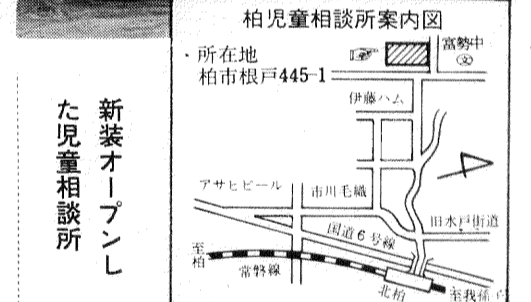 柏児童相談所案内図
・所在地
柏市根戸445-1
富勢中
文
伊藤ハム
アサヒビール
市川毛織
旧水戸街道
国道6号線
至柏
常磐線
北柏
至我孫子
新装オープンし
た児童相談所